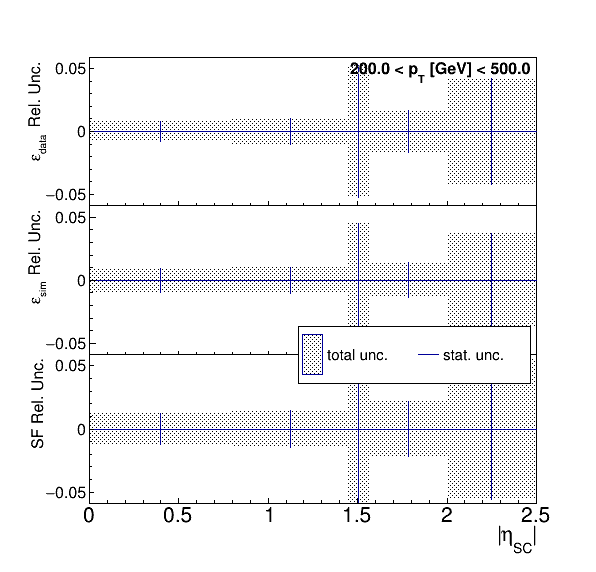 200.0 < p_T [GeV] < 500.0
ε_data Rel. Unc.
0.05
0
−0.05
ε_sim Rel. Unc.
0.05
0
−0.05
total unc.
stat. unc.
SF Rel. Unc.
0.05
0
−0.05
0 0.5 1 1.5 2 2.5
|η_SC|